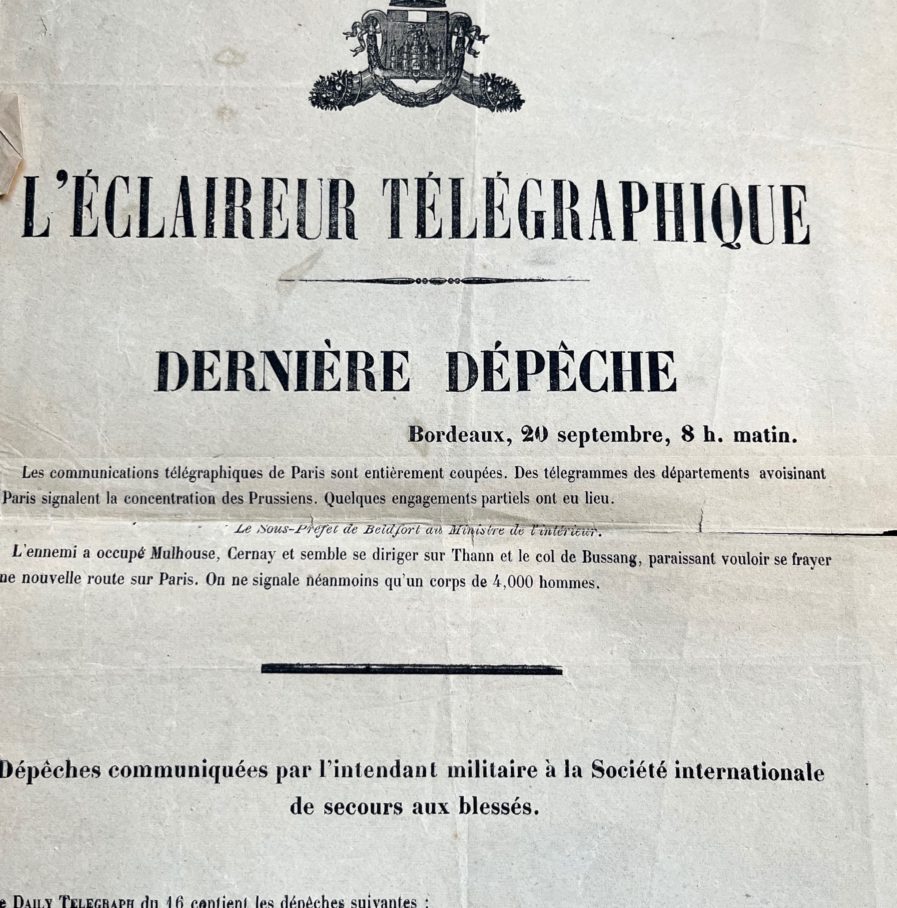 L'ÉCLAIREUR TÉLÉGRAPHIQUE
DERNIÈRE DÉPÊCHE
Bordeaux, 20 septembre, 8 h. matin.
Les communications télégraphiques de Paris sont entièrement coupées. Des télegrammes des départements avoisinant
Paris signalent la concentration des Prussiens. Quelques engagements partiels ont eu lieu.
Le Sous-Préfet de Beldfort au Ministre de l'intérieur.
L'ennemi a occupé Mulhouse, Cernay et semble se diriger sur Thann et le col de Bussang, paraissant vouloir se frayer
ne nouvelle route sur Paris. On ne signale néanmoins qu'un corps de 4,000 hommes.
Dépêches communiquées par l'intendant militaire à la Société internationale
de secours aux blessés.
e DAILY TELEGRAPH du 16 contient les dépêches suivantes :